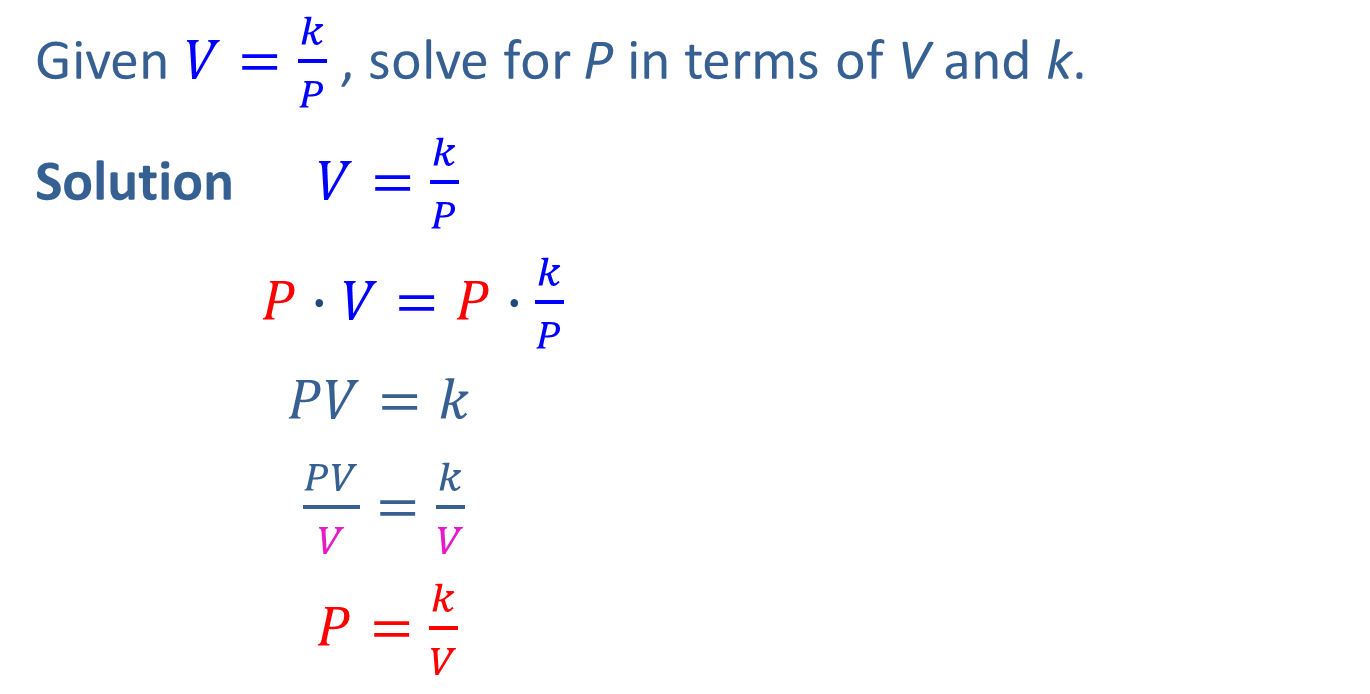 Given V = k/P, solve for P in terms of V and k.
Solution V = k/P
P · V = P · k/P
PV = k
PV/V = k/V
P = k/V